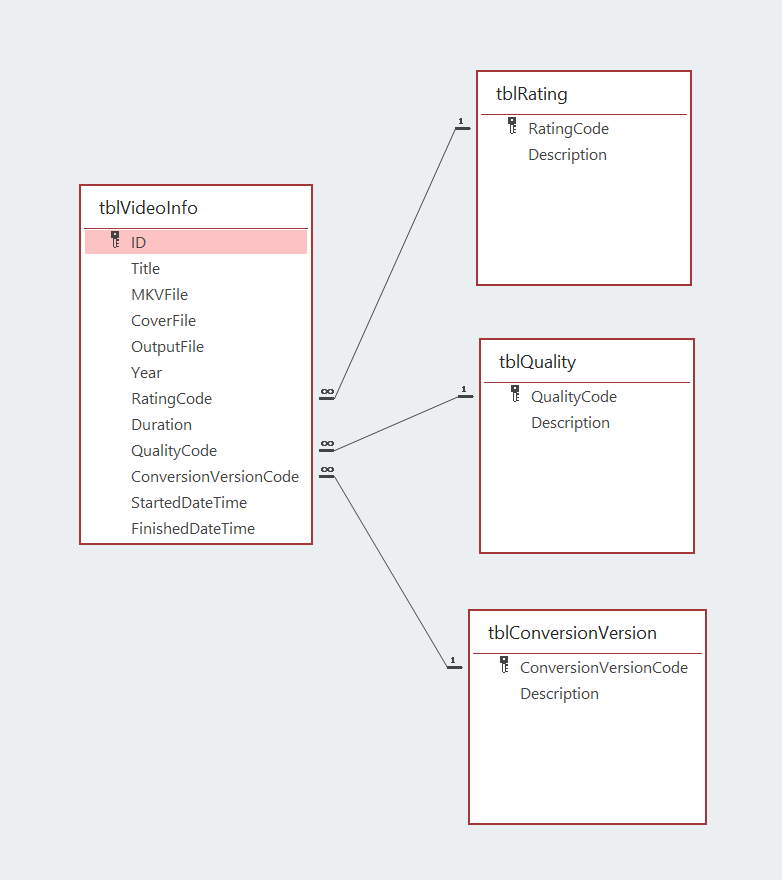 tblVideoInfo
ID
Title
MKVFile
CoverFile
OutputFile
Year
RatingCode
Duration
QualityCode
ConversionVersionCode
StartedDateTime
FinishedDateTime
∞
∞
∞
1
tblRating
RatingCode
Description
1
tblQuality
QualityCode
Description
1
tblConversionVersion
ConversionVersionCode
Description